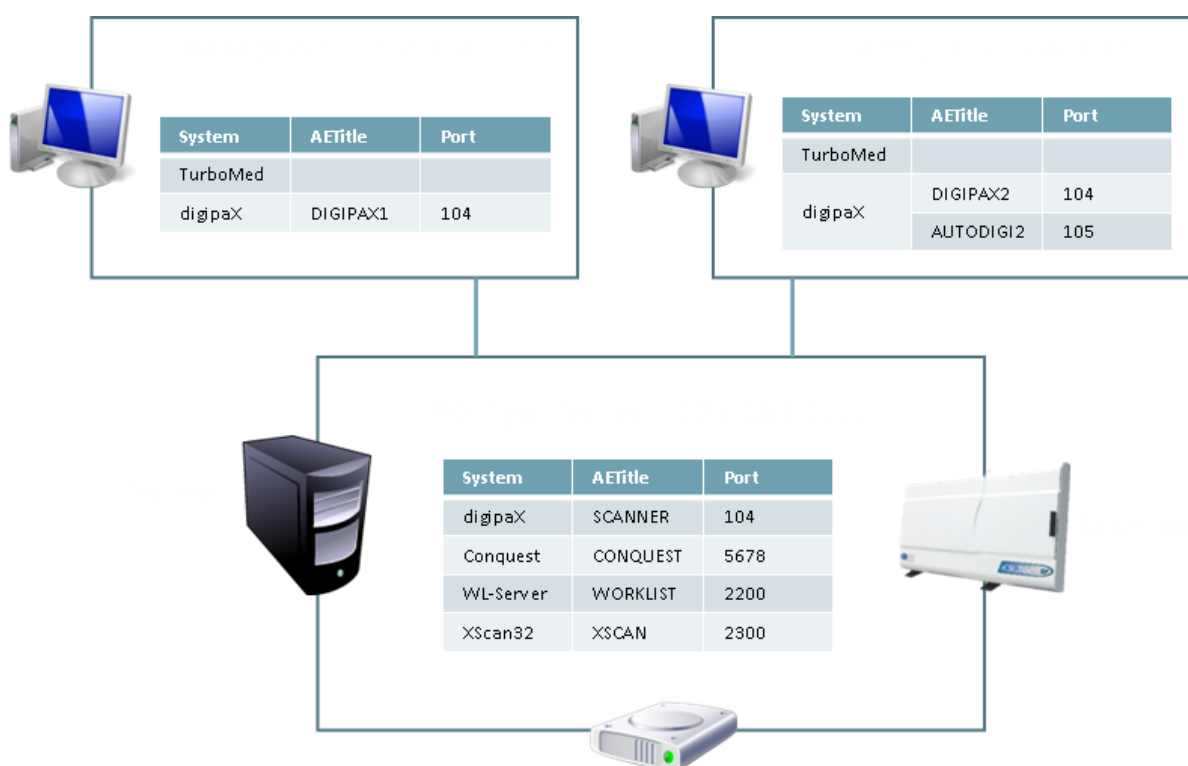 System AETitle Port
TurboMed
digipaX DIGIPAX1 104
System AETitle Port
TurboMed
digipaX DIGIPAX2 104
AUTODIGI2 105
System AETitle Port
digipaX SCANNER 104
Conquest CONQUEST 5678
WL-Server WORKLIST 2200
XScan32 XSCAN 2300